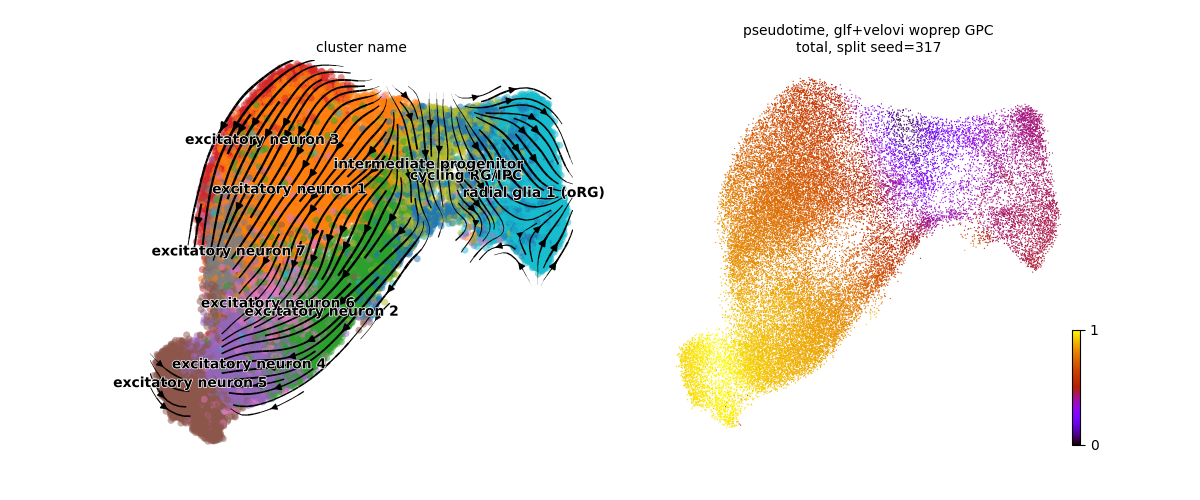 cluster name
excitatory neuron 3
intermediate progenitor
cycling RG/IPC
excitatory neuron 1
radial glia 1 (oRG)
excitatory neuron 7
excitatory neuron 6
excitatory neuron 2
excitatory neuron 4
excitatory neuron 5
pseudotime, glf+velovi woprep GPC
total, split seed=317
1
0